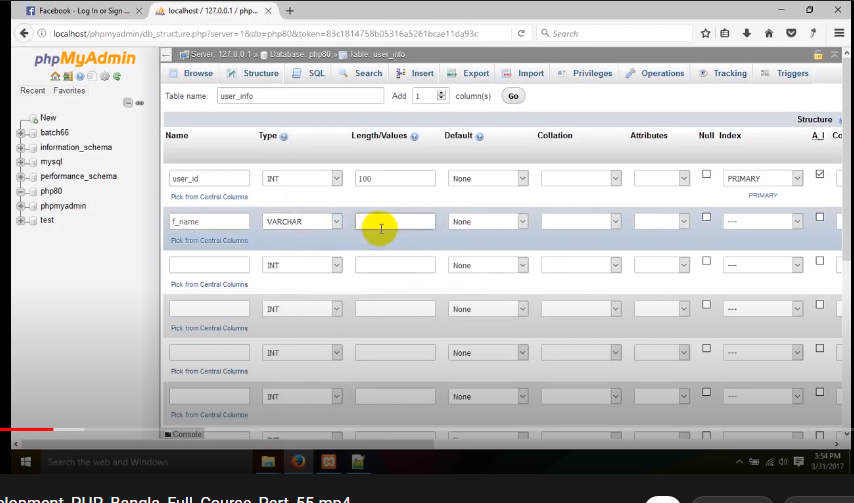 Facebook - Log In or Sign ...
localhost / 127.0.0.1 / php...
localhost/phpmyadmin/db_structure.php?server=1&db=php80&token=83c1814758b05316a5261bcae11da93c
Search
phpMyAdmin
Server: 127.0.0.1 » Database: php80 » Table: user_info
Browse Structure SQL Search Insert Export Import Privileges Operations Tracking Triggers
Recent Favorites
Table name: user_info Add 1 column(s) Go
New
batch66
information_schema
mysql
performance_schema
php80
phpmyadmin
test
Structure
Name Type Length/Values Default Collation Attributes Null Index A_I
user_id INT 100 None PRIMARY
Pick from Central Columns PRIMARY
f_name VARCHAR None ---
Pick from Central Columns
INT None ---
Pick from Central Columns
INT None ---
Pick from Central Columns
INT None ---
Pick from Central Columns
INT None ---
Pick from Central Columns
Console
Search the web and Windows
3:54 PM
3/31/2017